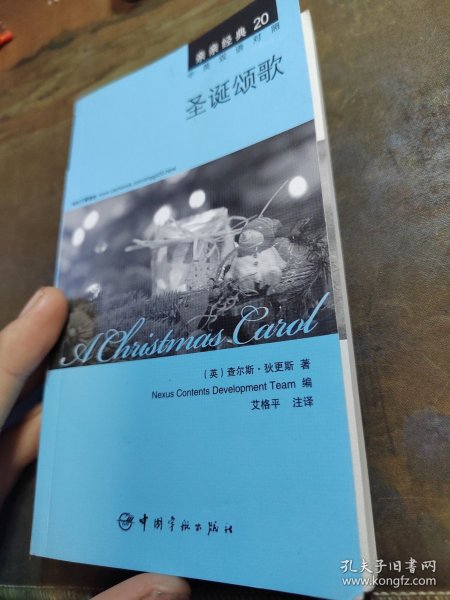 亲亲经典 20
中英双语对照
圣诞颂歌
A Christmas Carol
（英）查尔斯·狄更斯 著
Nexus Contents Development Team 编
艾格平 注译
中国宇航出版社
孔夫子旧书网
www.kongfz.com